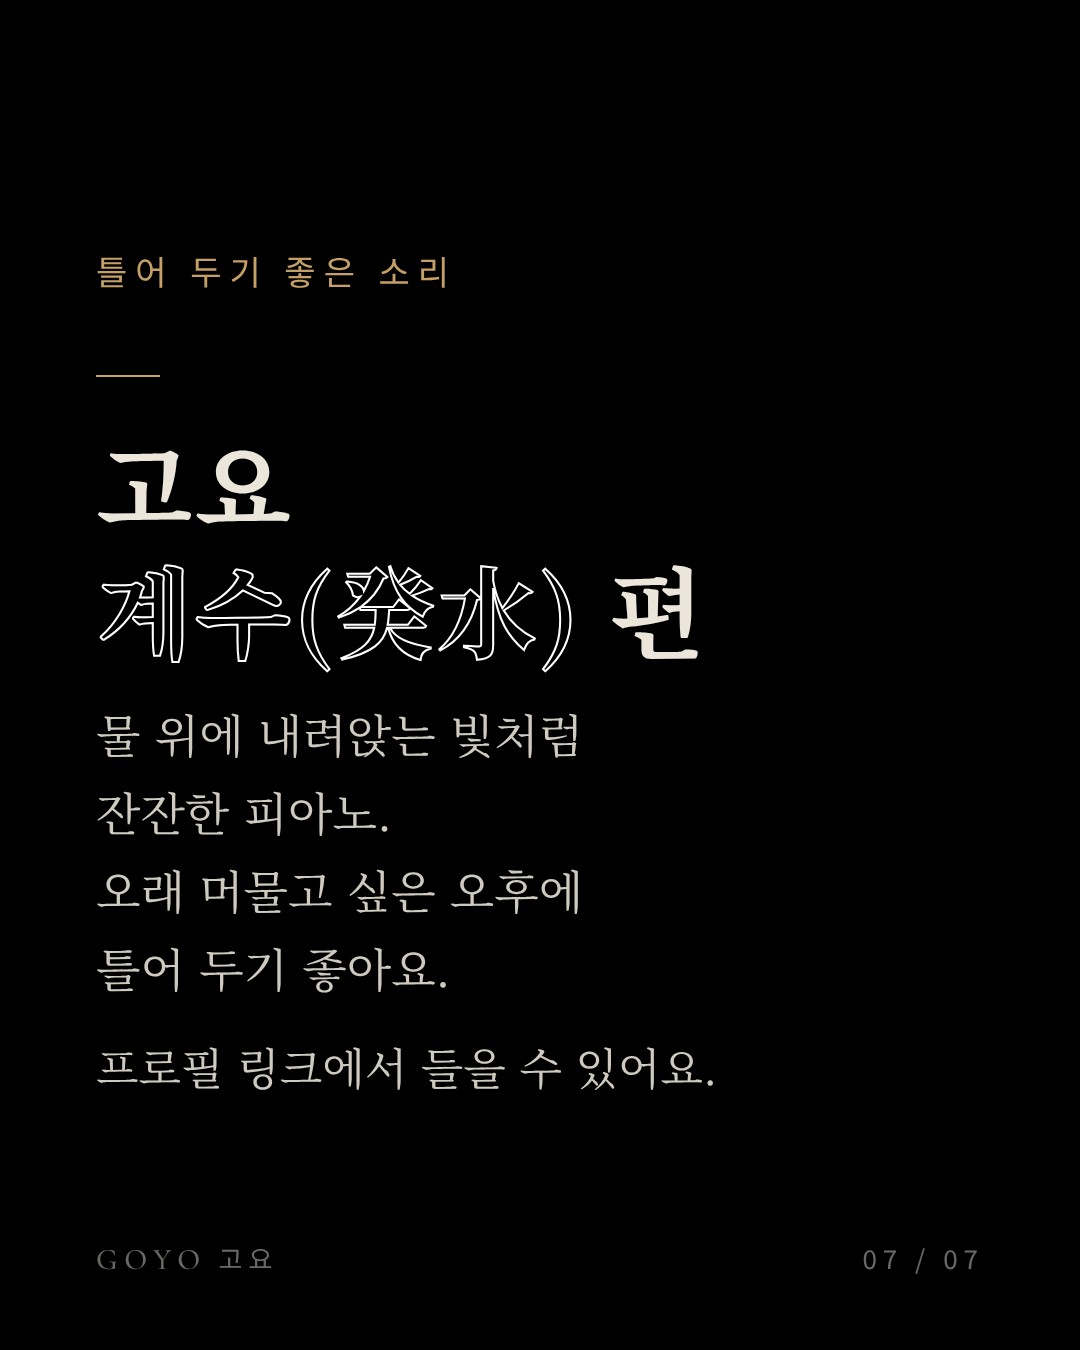 틀어 두기 좋은 소리
고요
계수(癸水) 편
물 위에 내려앉는 빛처럼
잔잔한 피아노.
오래 머물고 싶은 오후에
틀어 두기 좋아요.
프로필 링크에서 들을 수 있어요.
GOYO 고요
07 / 07